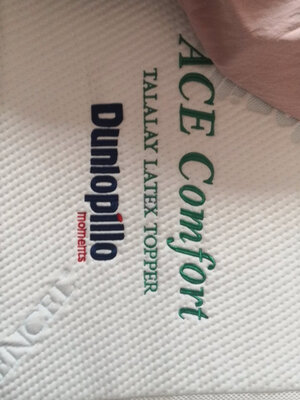 ACE Comfort
TALALAY LATEX TOPPER
Dunlopillo
moments